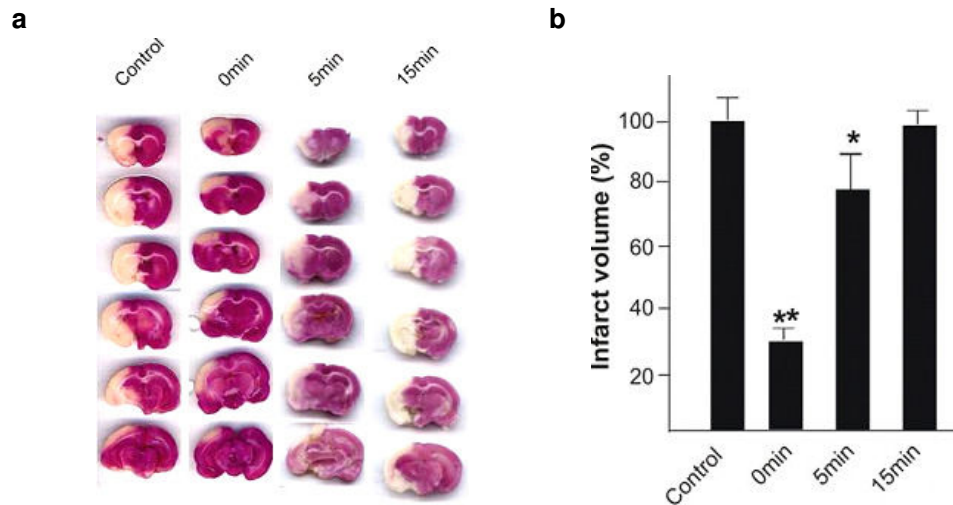 a
Control
0min
5min
15min
b
Infarct volume (%)
100
80
60
40
20
**
*
Control
0min
5min
15min